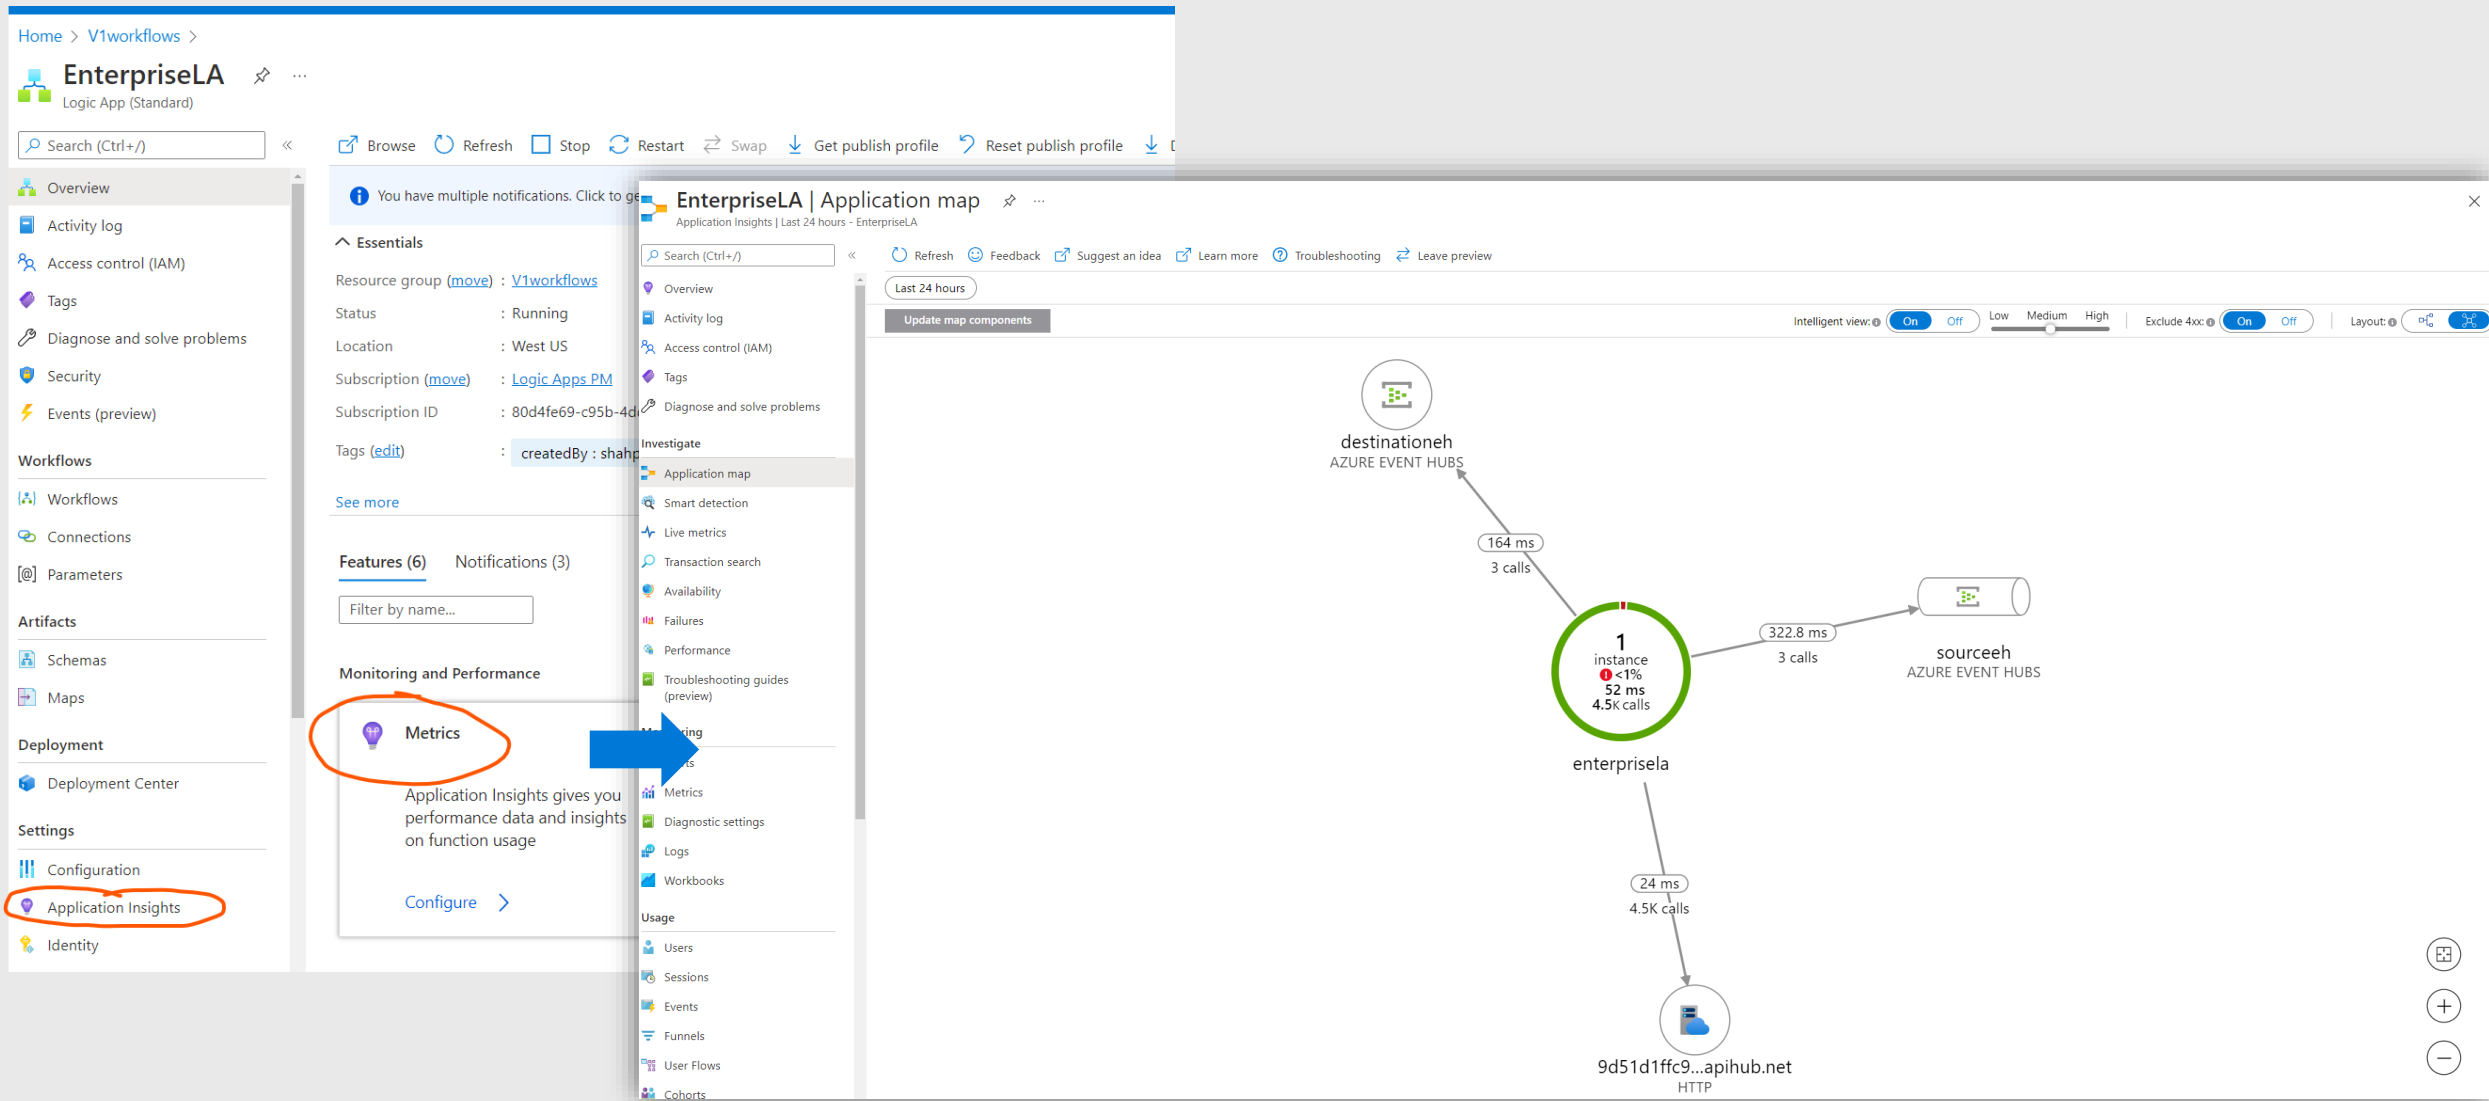 Home > V1workflows >
EnterpriseLA
Logic App (Standard)
Search (Ctrl+/)
Overview
Activity log
Access control (IAM)
Tags
Diagnose and solve problems
Security
Events (preview)
Workflows
Workflows
Connections
Parameters
Artifacts
Schemas
Maps
Deployment
Deployment Center
Settings
Configuration
Application Insights
Identity
Browse Refresh Stop Restart Swap Get publish profile Reset publish profile
You have multiple notifications. Click to ge
Essentials
Resource group (move) : V1workflows
Status : Running
Location : West US
Subscription (move) : Logic Apps PM
Subscription ID : 80d4fe69-c95b-4d
Tags (edit) : createdBy : shahp
See more
Features (6) Notifications (3)
Filter by name...
Monitoring and Performance
Metrics
Application Insights gives you
performance data and insights
on function usage
Configure
EnterpriseLA | Application map
Application Insights | Last 24 hours - EnterpriseLA
Search (Ctrl+/)
Overview
Activity log
Access control (IAM)
Tags
Diagnose and solve problems
Investigate
Application map
Smart detection
Live metrics
Transaction search
Availability
Failures
Performance
Troubleshooting guides
(preview)
ring
ts
Metrics
Diagnostic settings
Logs
Workbooks
Usage
Users
Sessions
Events
Funnels
User Flows
Cohorts
Refresh Feedback Suggest an idea Learn more Troubleshooting Leave preview
Last 24 hours
Update map components
Intelligent view: On Off Low Medium High Exclude 4xx: On Off Layout:
destinationeh
AZURE EVENT HUBS
164 ms
3 calls
322.8 ms
3 calls
sourceeh
AZURE EVENT HUBS
1
instance
<1%
52 ms
4.5K calls
enterprisela
24 ms
4.5K calls
9d51d1ffc9...apihub.net
HTTP